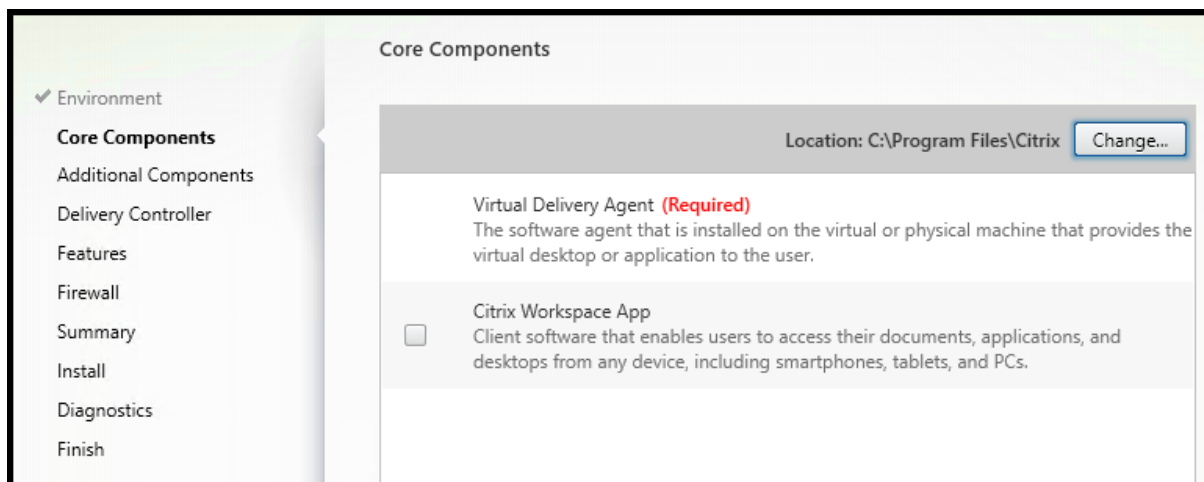 Core Components
Environment
Core Components
Additional Components
Delivery Controller
Features
Firewall
Summary
Install
Diagnostics
Finish
Location: C:\Program Files\Citrix
Change...
Virtual Delivery Agent (Required)
The software agent that is installed on the virtual or physical machine that provides the
virtual desktop or application to the user.
Citrix Workspace App
Client software that enables users to access their documents, applications, and
desktops from any device, including smartphones, tablets, and PCs.